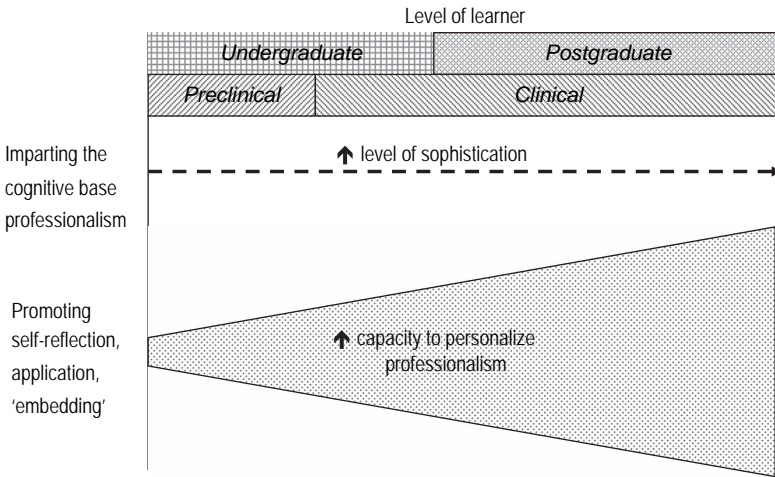 Level of learner
Undergraduate Postgraduate
Preclinical Clinical
Imparting the
cognitive base
professionalism
↑ level of sophistication
Promoting
self-reflection,
application,
‘embedding’
↑ capacity to personalize
professionalism